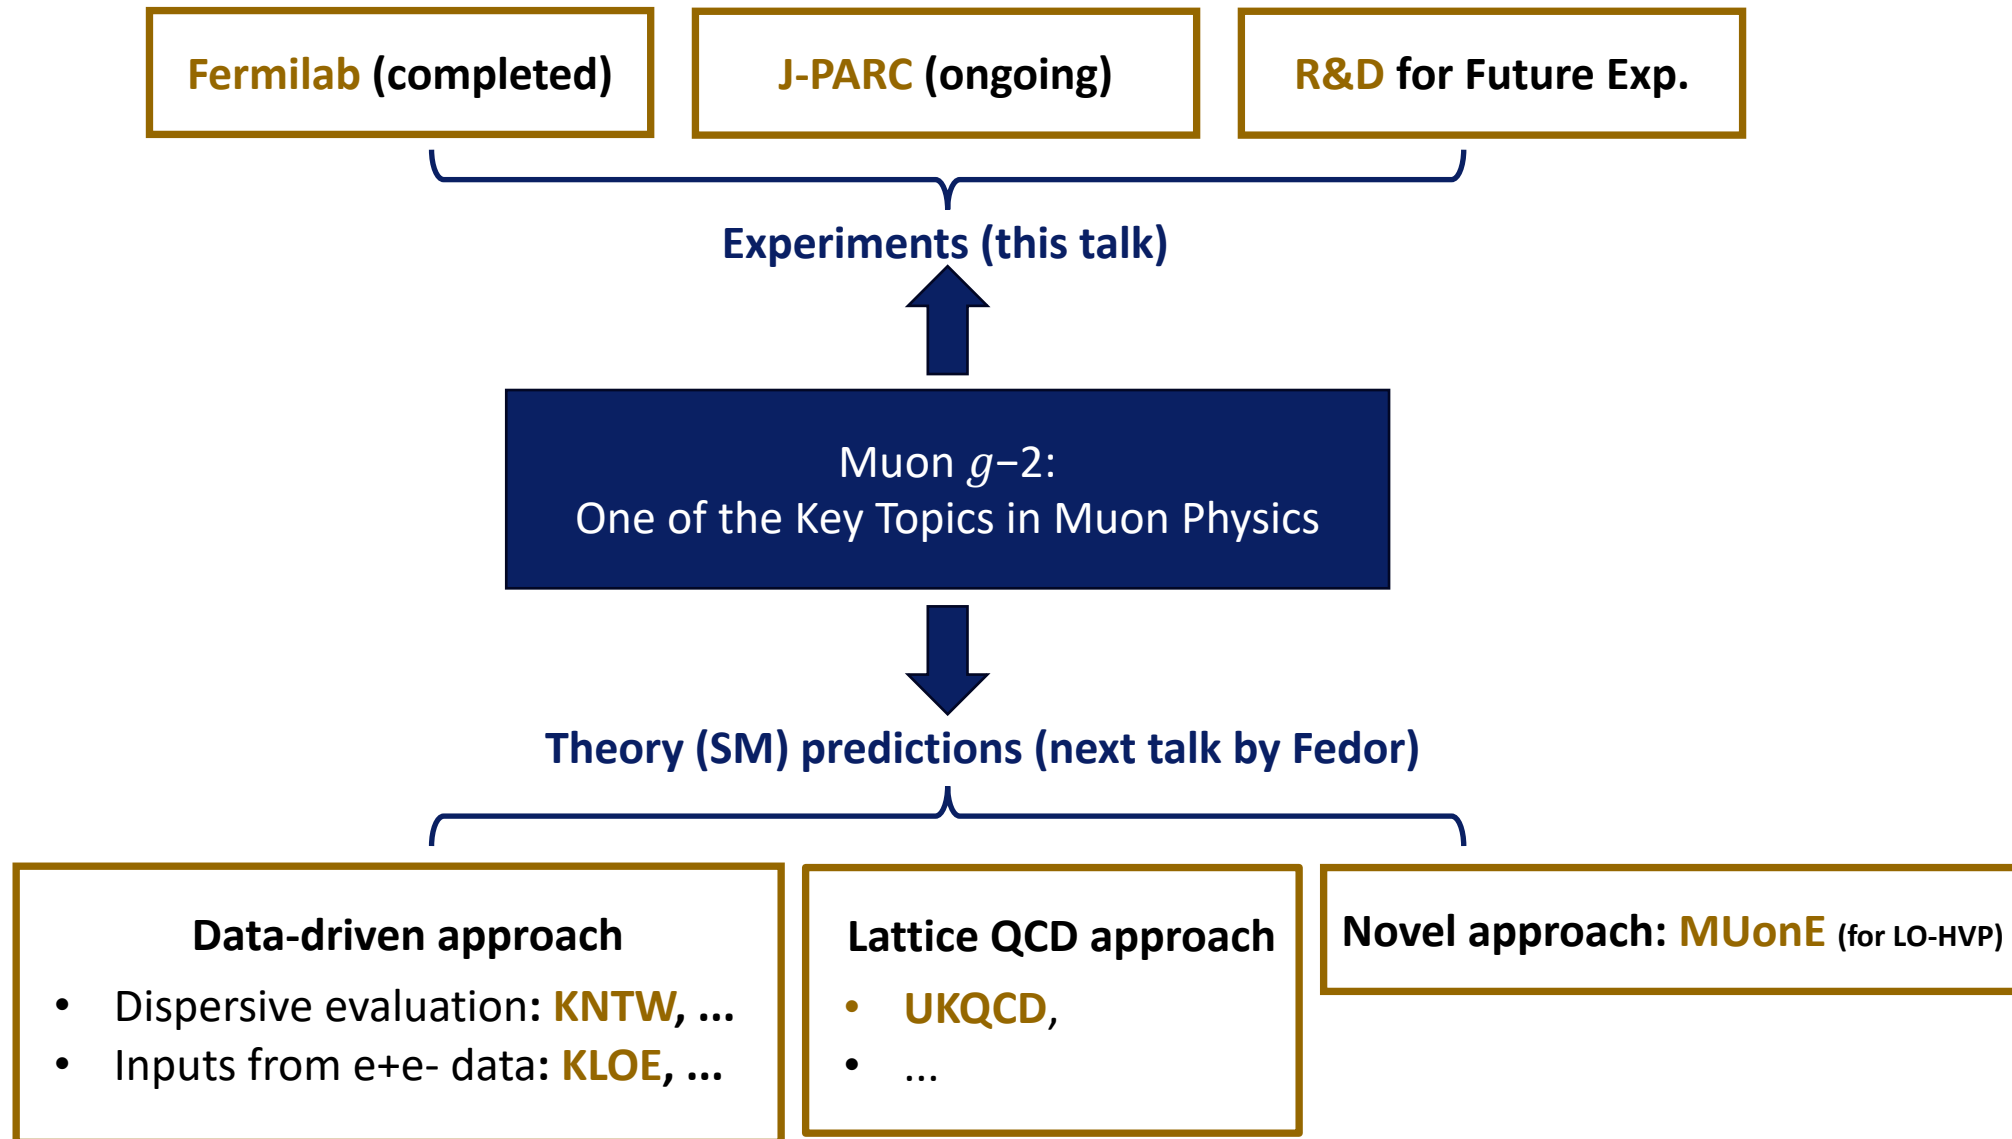 Fermilab (completed)
J-PARC (ongoing)
R&D for Future Exp.
Experiments (this talk)
Muon g−2:
One of the Key Topics in Muon Physics
Theory (SM) predictions (next talk by Fedor)
Data-driven approach
• Dispersive evaluation: KNTW, ...
• Inputs from e+e- data: KLOE, ...
Lattice QCD approach
• UKQCD,
• ...
Novel approach: MUonE (for LO-HVP)